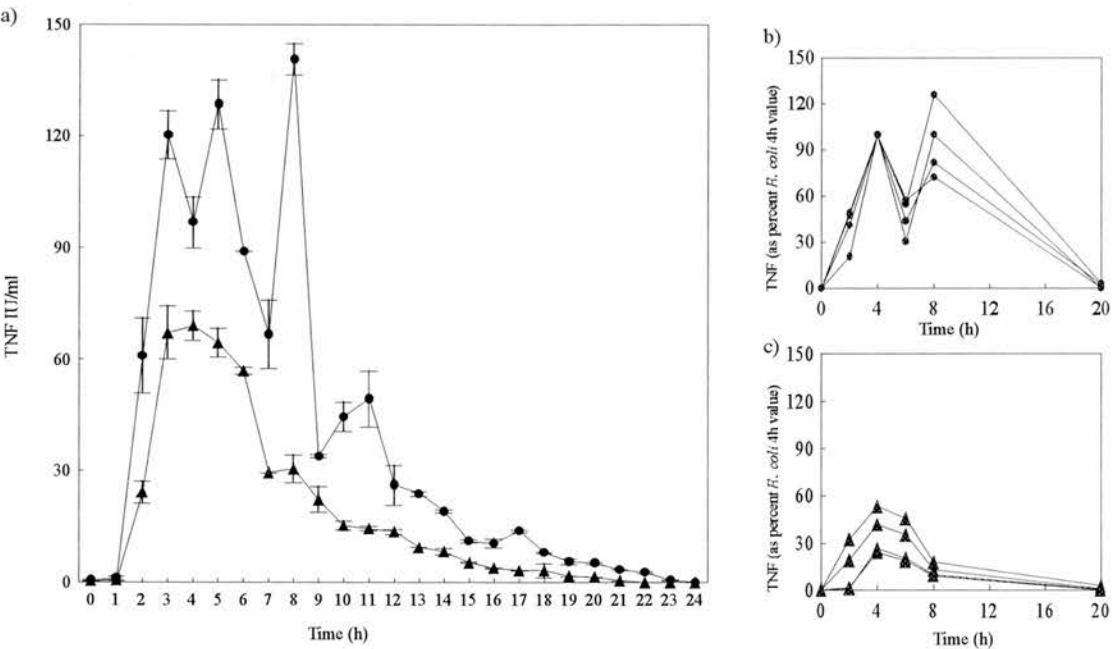 a)
150
120
90
60
30
0
TNF IU/ml
0 1 2 3 4 5 6 7 8 9 10 11 12 13 14 15 16 17 18 19 20 21 22 23 24
Time (h)
b)
150
120
90
60
30
0
TNF (as percent E. coli 4h value)
0 4 8 12 16 20
Time (h)
c)
150
120
90
60
30
0
TNF (as percent E. coli 4h value)
0 4 8 12 16 20
Time (h)